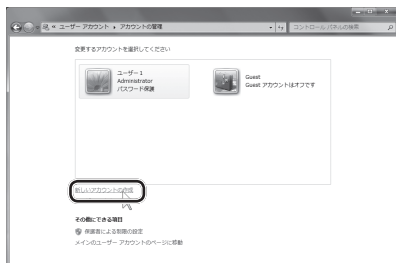 « ユーザー アカウント ▸ アカウントの管理
コントロール パネルの検索
変更するアカウントを選択してください
ユーザー 1
Administrator
パスワード保護
Guest
Guest アカウントはオフです
新しいアカウントの作成
その他にできる項目
保護者による制限の設定
メインのユーザー アカウントのページに移動